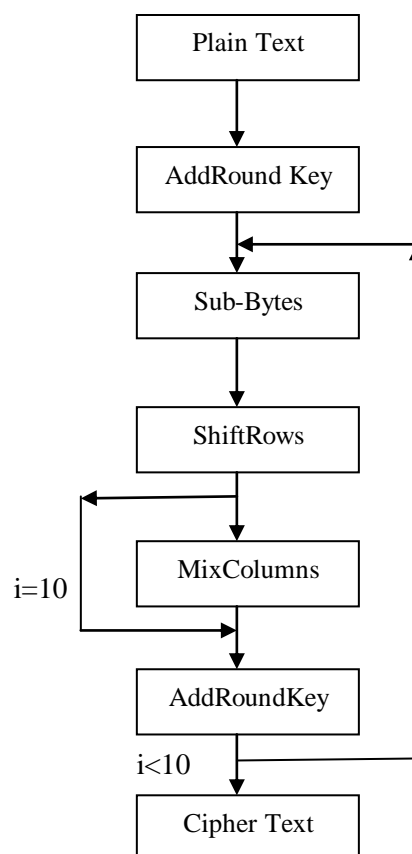 Plain Text
AddRound Key
Sub-Bytes
ShiftRows
MixColumns
i=10
AddRoundKey
i<10
Cipher Text